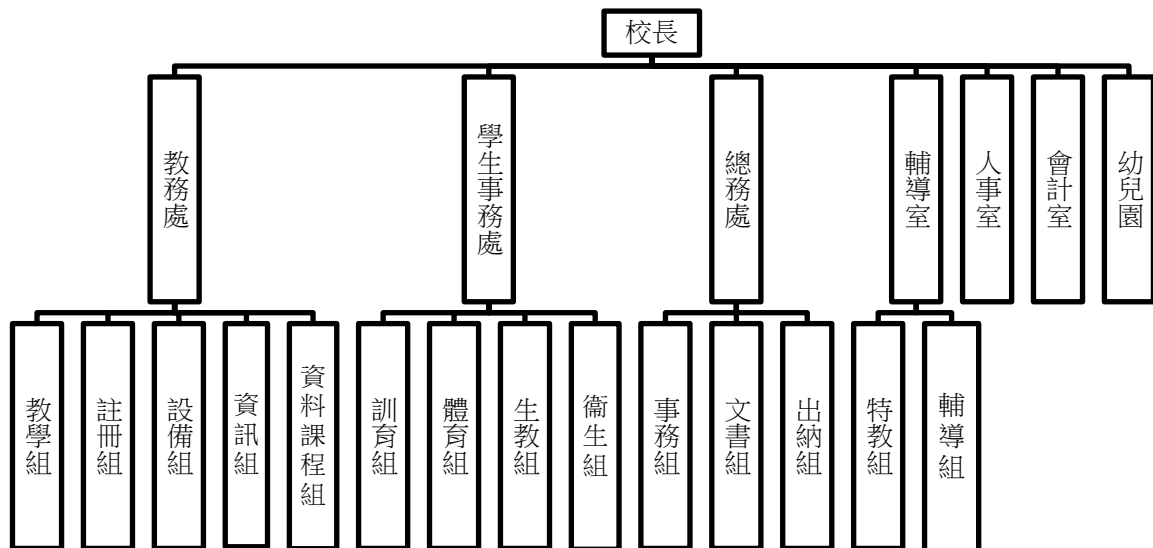 校長
教務處
學生事務處
總務處
輔導室
人事室
會計室
幼兒園
教學組
註冊組
設備組
資訊組
資料課程組
訓育組
體育組
生教組
衞生組
事務組
文書組
出納組
特教組
輔導組